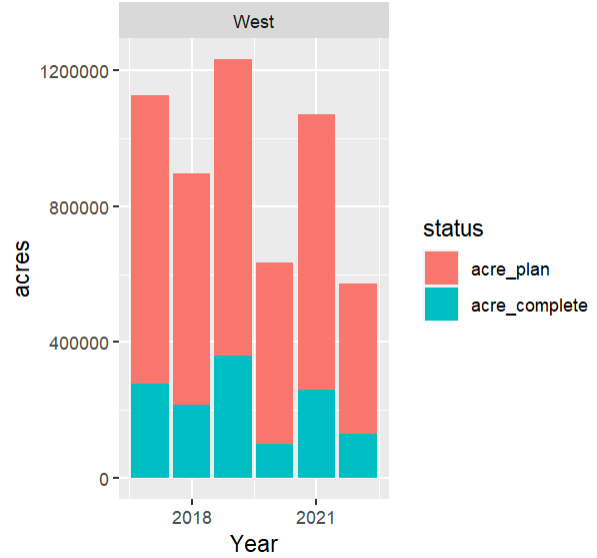 West
1200000
800000
400000
0
acres
2018
2021
Year
status
acre_plan
acre_complete